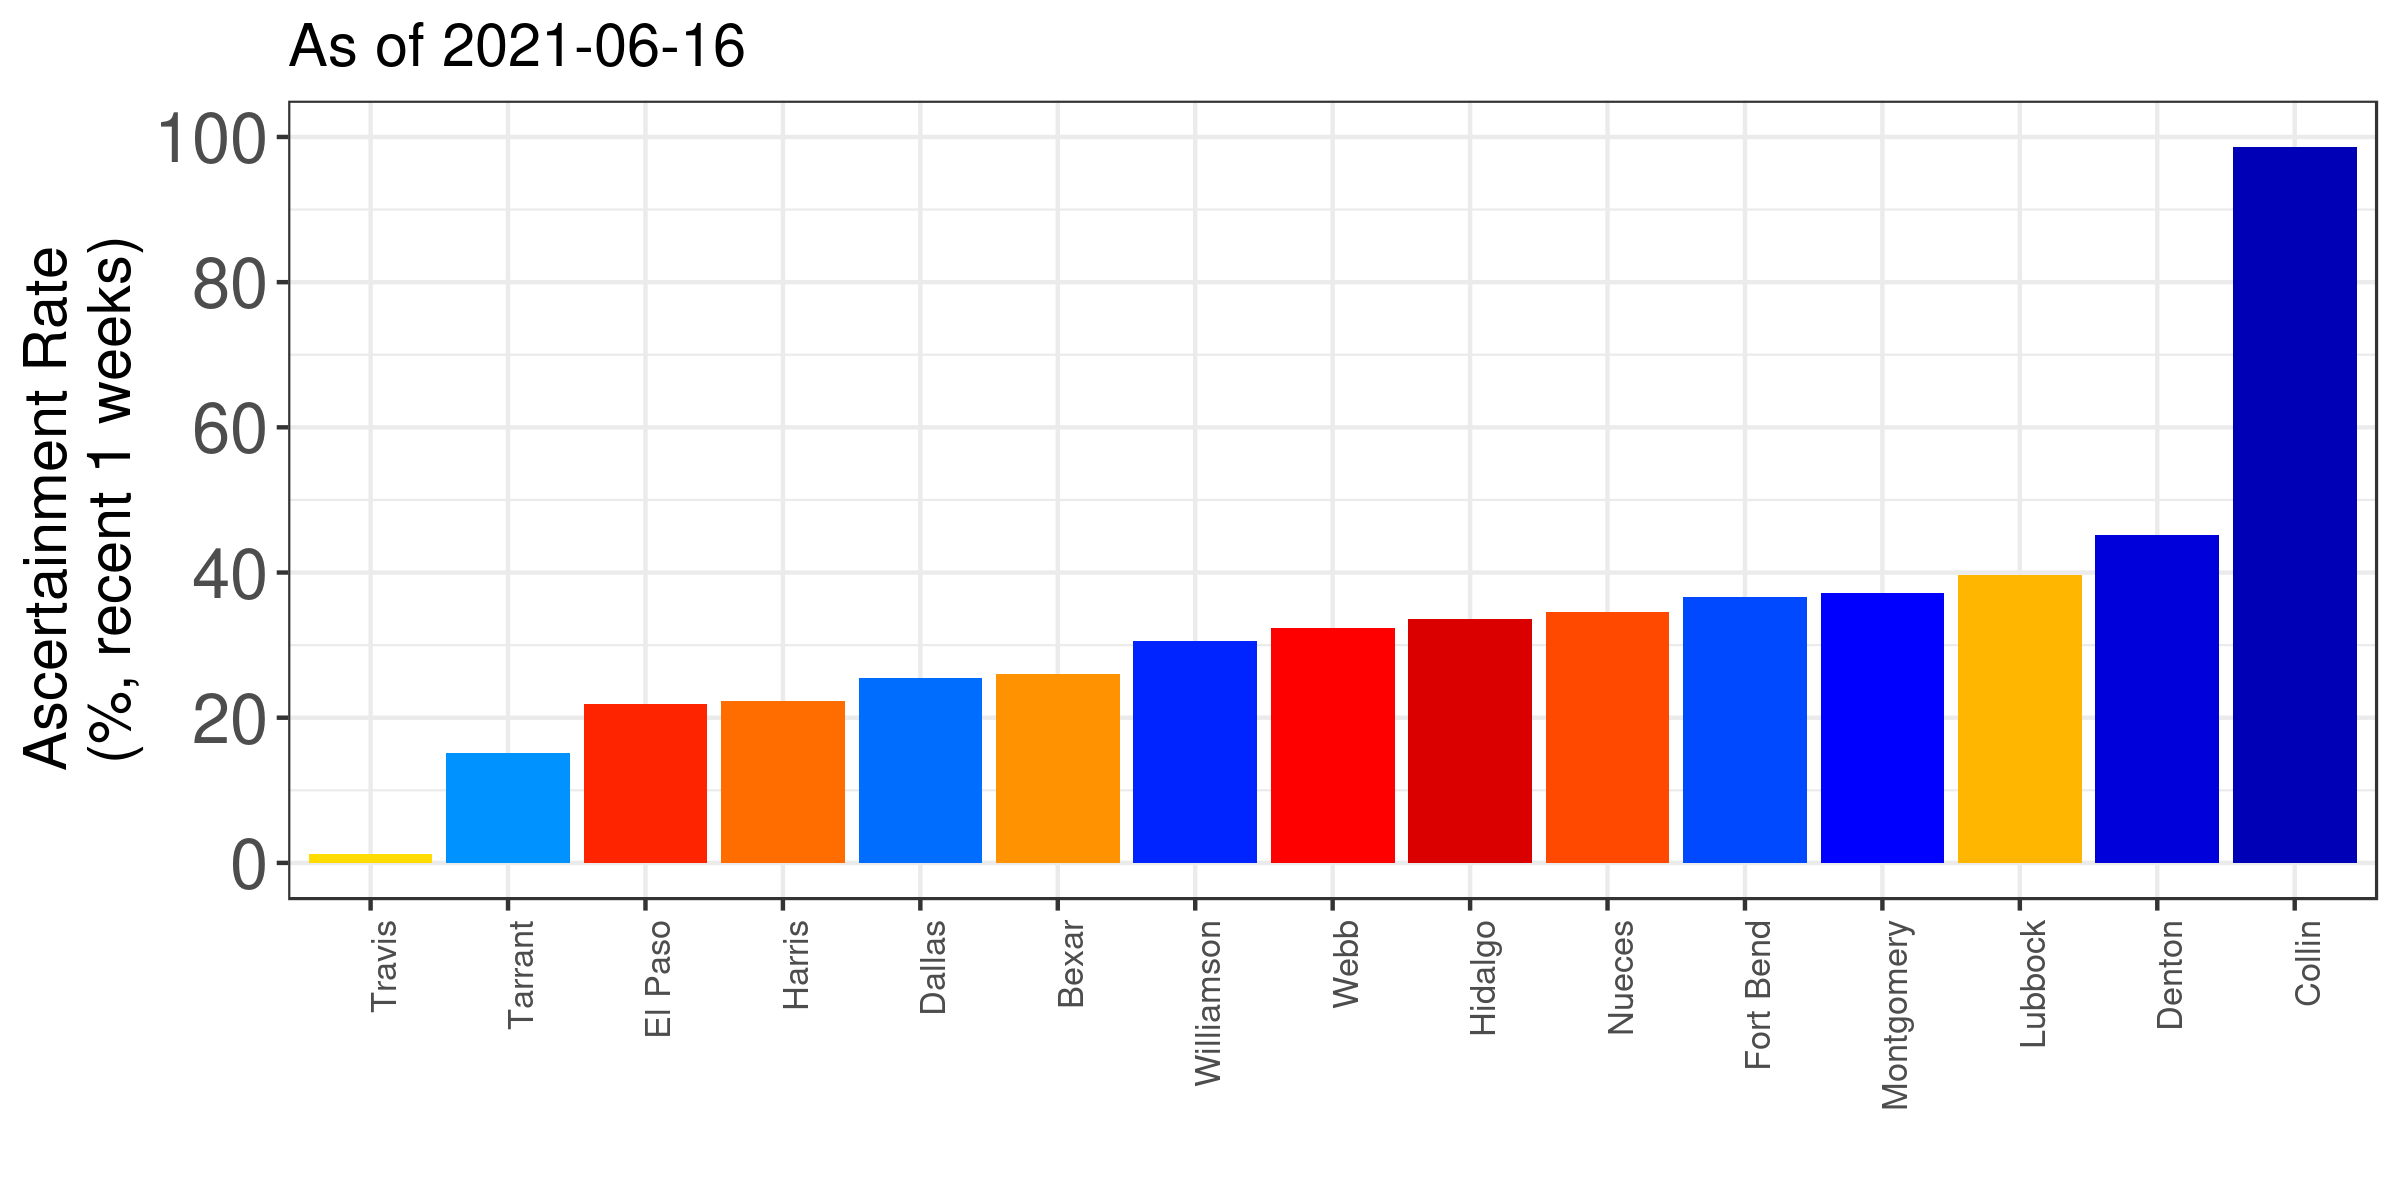 As of 2021-06-16
Ascertainment Rate
(%, recent 1 weeks)
100
80
60
40
20
0
Travis
Tarrant
El Paso
Harris
Dallas
Bexar
Williamson
Webb
Hidalgo
Nueces
Fort Bend
Montgomery
Lubbock
Denton
Collin